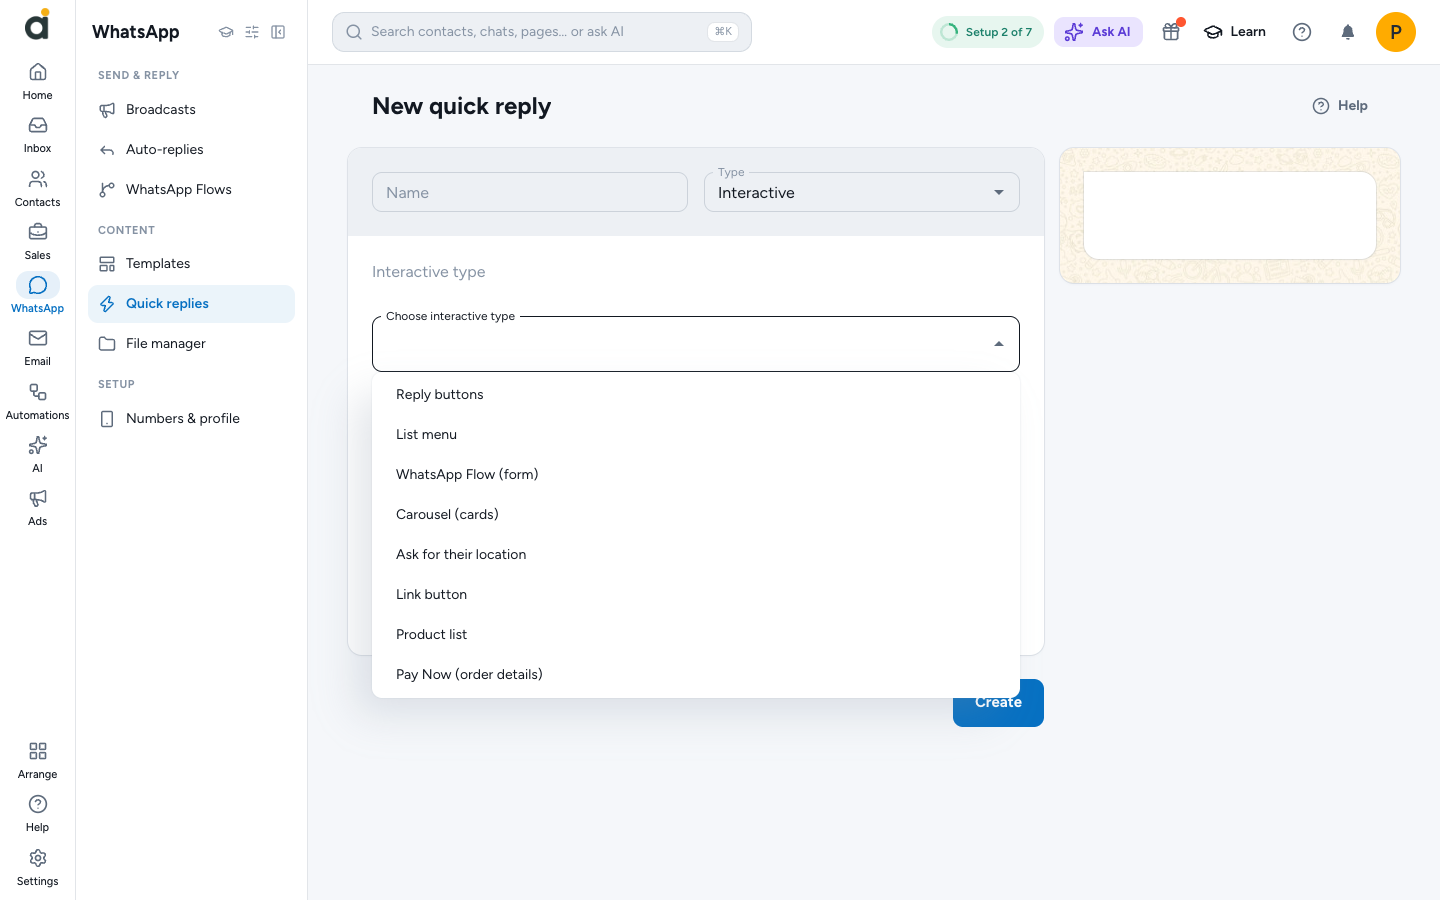 WhatsApp
Search contacts, chats, pages... or ask AI
⌘K
Setup 2 of 7
Ask AI
Learn
P
Home
Inbox
Contacts
Sales
WhatsApp
Email
Automations
AI
Ads
Arrange
Help
Settings
SEND & REPLY
Broadcasts
Auto-replies
WhatsApp Flows
CONTENT
Templates
Quick replies
File manager
SETUP
Numbers & profile
New quick reply
Help
Name
Type
Interactive
Interactive type
Choose interactive type
Reply buttons
List menu
WhatsApp Flow (form)
Carousel (cards)
Ask for their location
Link button
Product list
Pay Now (order details)
Create